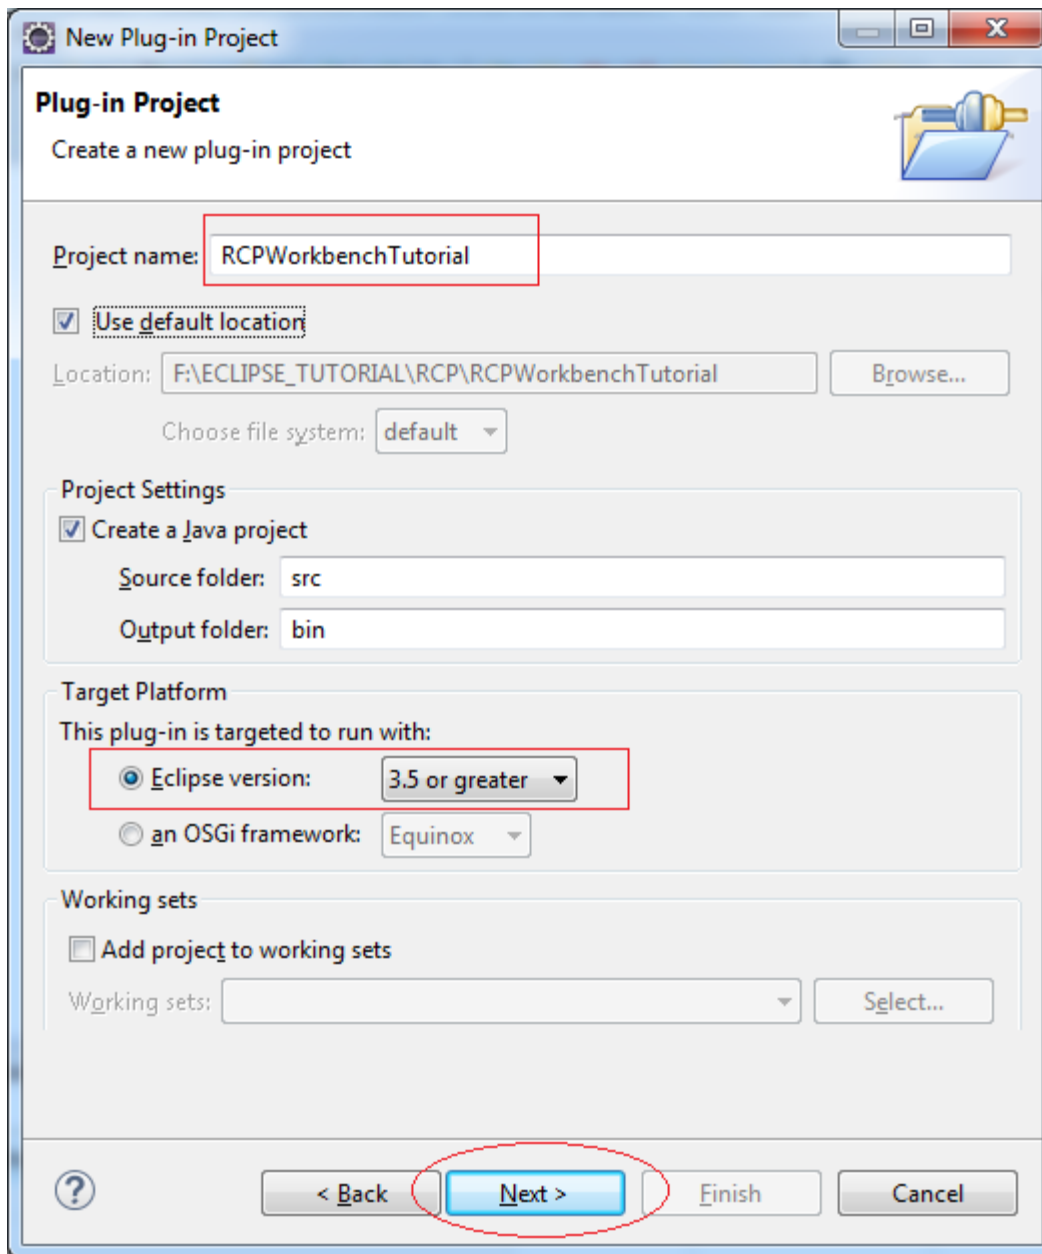 New Plug-in Project
Plug-in Project
Create a new plug-in project
Project name: RCPWorkbenchTutorial
Use default location
Location: F:\ECLIPSE_TUTORIAL\RCP\RCPWorkbenchTutorial Browse...
Choose file system: default
Project Settings
Create a Java project
Source folder: src
Output folder: bin
Target Platform
This plug-in is targeted to run with:
Eclipse version: 3.5 or greater
an OSGi framework: Equinox
Working sets
Add project to working sets
Working sets: Select...
? < Back Next > Finish Cancel